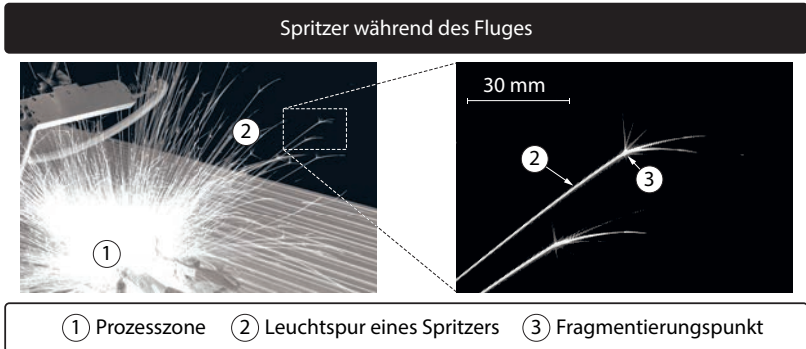 Spritzer während des Fluges
2
1
30 mm
2
3
1 Prozesszone 2 Leuchtspur eines Spritzers 3 Fragmentierungspunkt